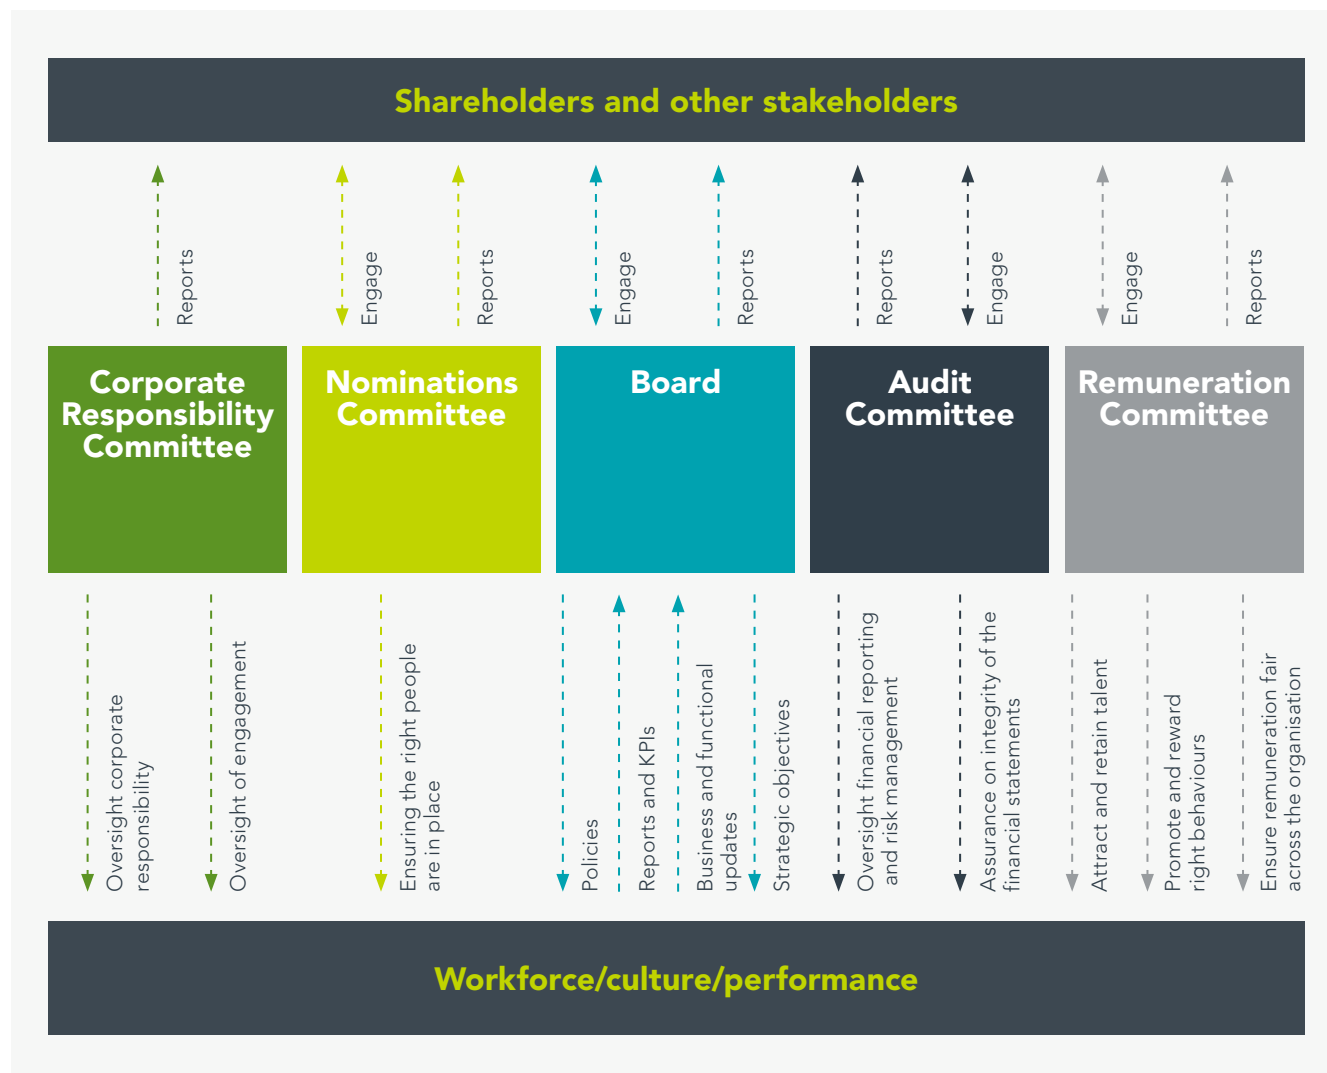 Shareholders and other stakeholders
Reports
Engage
Reports
Engage
Reports
Reports
Engage
Engage
Reports
Corporate
Responsibility
Committee
Nominations
Committee
Board
Audit
Committee
Remuneration
Committee
Oversight corporate
responsibility
Oversight of engagement
Ensuring the right people
are in place
Policies
Reports and KPIs
Business and functional
updates
Strategic objectives
Oversight financial reporting
and risk management
Assurance on integrity of the
financial statements
Attract and retain talent
Promote and reward
right behaviours
Ensure remuneration fair
across the organisation
Workforce/culture/performance